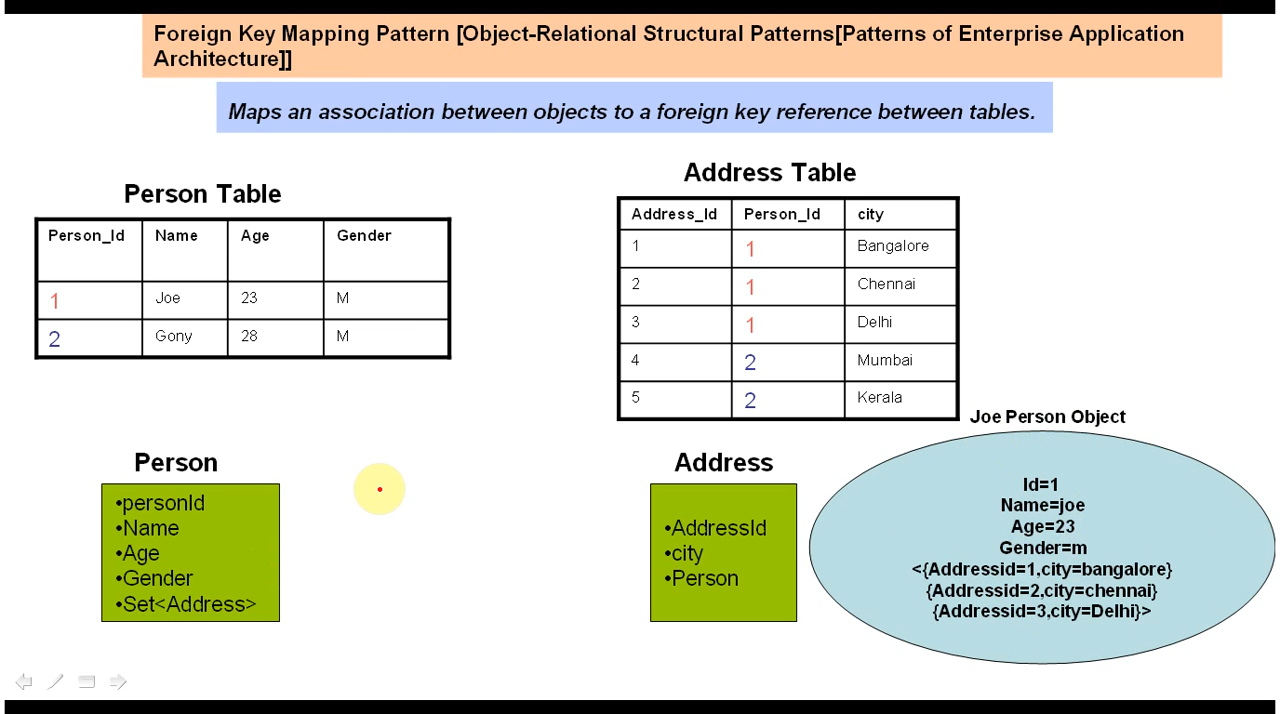 Foreign Key Mapping Pattern [Object-Relational Structural Patterns[Patterns of Enterprise Application
Architecture]]
Maps an association between objects to a foreign key reference between tables.
Person Table
Person_Id Name Age Gender
1 Joe 23 M
2 Gony 28 M
Address Table
Address_Id Person_Id city
1 1 Bangalore
2 1 Chennai
3 1 Delhi
4 2 Mumbai
5 2 Kerala
Person
•personId
•Name
•Age
•Gender
•Set<Address>
Address
•AddressId
•city
•Person
Joe Person Object
Id=1
Name=joe
Age=23
Gender=m
<{Addressid=1,city=bangalore}
{Addressid=2,city=chennai}
{Addressid=3,city=Delhi}>